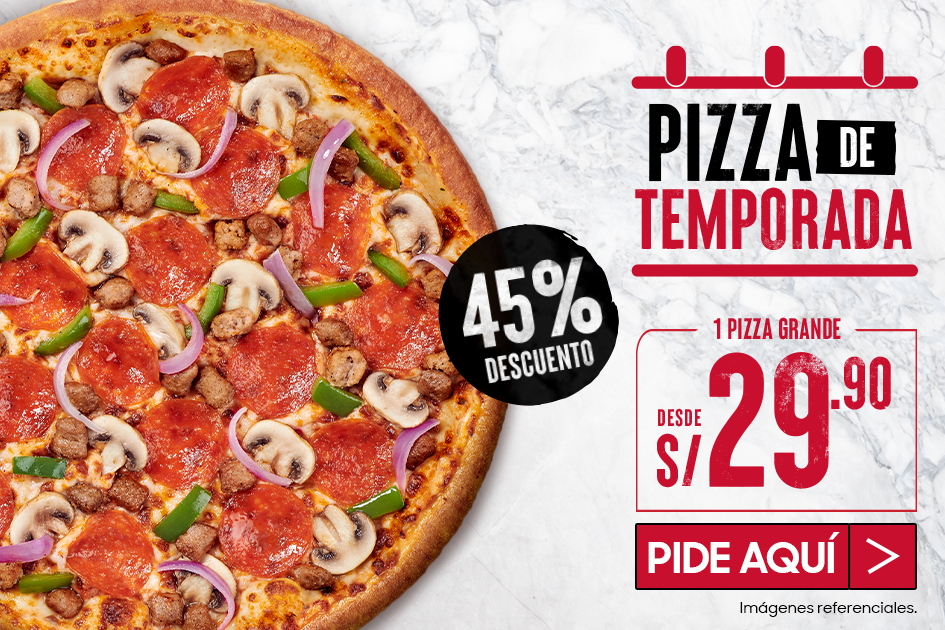 PIZZA DE
TEMPORADA
45%
DESCUENTO
1 PIZZA GRANDE
DESDE
S/29.90
PIDE AQUÍ >
Imágenes referenciales.